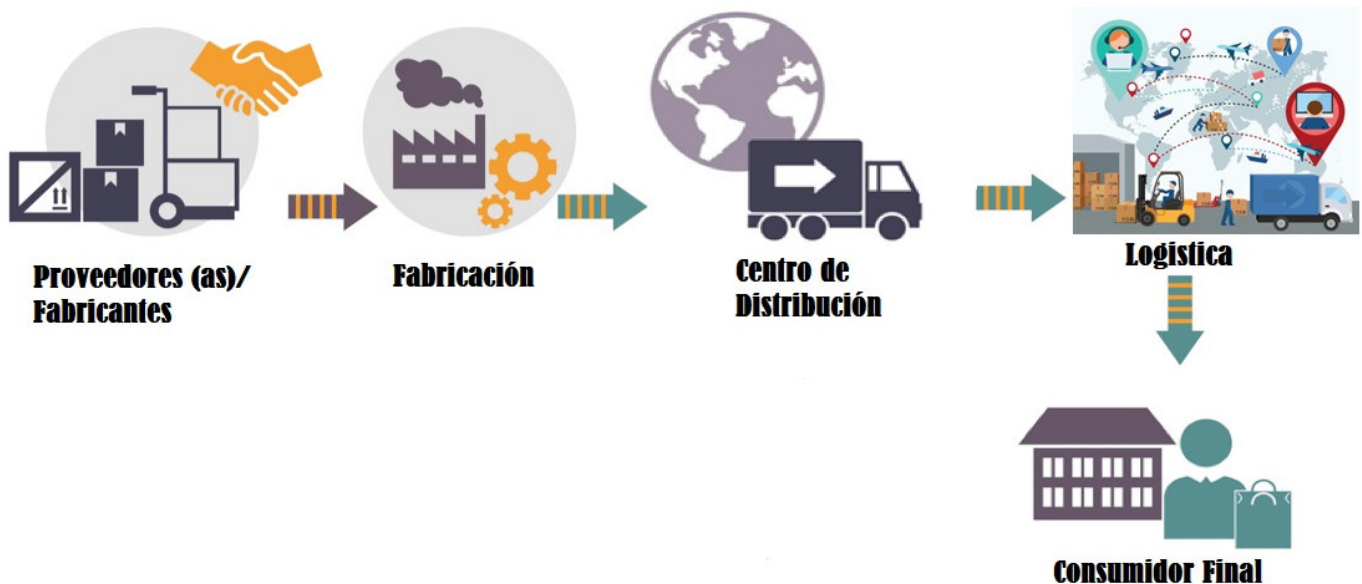 Proveedores (as)/
Fabricantes
Fabricación
Centro de
Distribución
Logistica
Consumidor Final